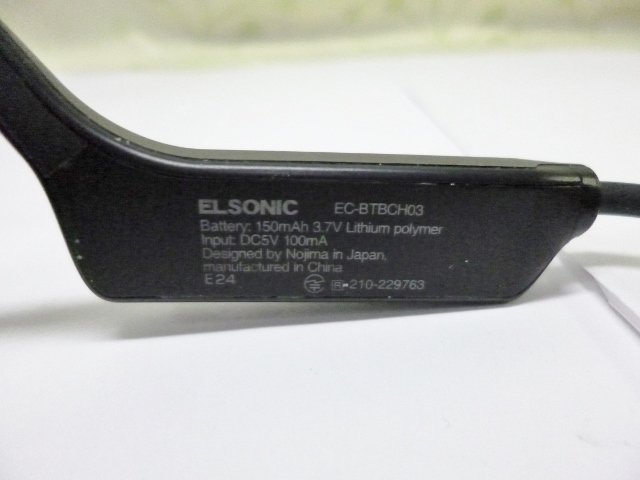 ELSONIC EC-BTBCH03
Battery: 150mAh 3.7V Lithium polymer
Input: DC5V 100mA
Designed by Nojima in Japan,
manufactured in China
E24 R 210-229763